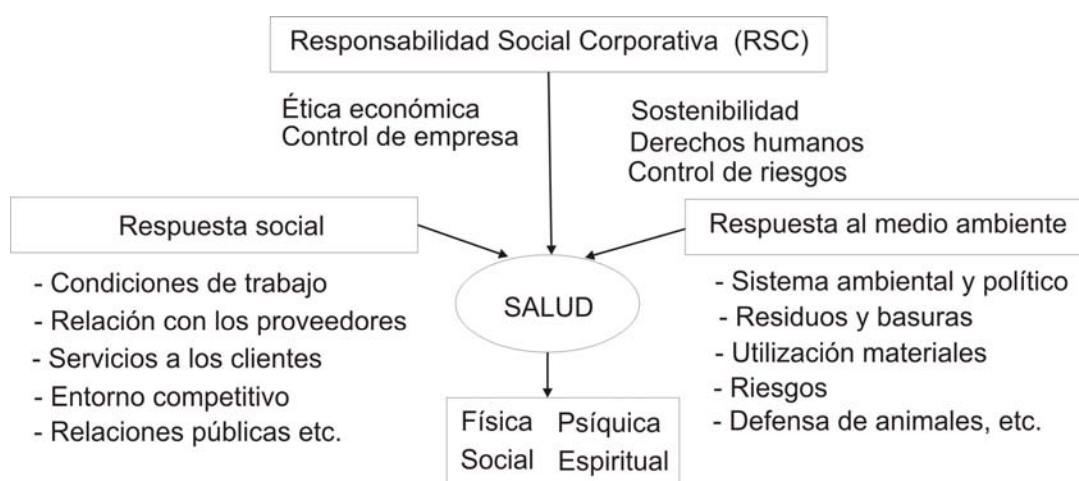 Responsabilidad Social Corporativa (RSC)
Ética económica
Control de empresa
Sostenibilidad
Derechos humanos
Control de riesgos
Respuesta social
- Condiciones de trabajo
- Relación con los proveedores
- Servicios a los clientes
- Entorno competitivo
- Relaciones públicas etc.
SALUD
Física Psíquica
Social Espiritual
Respuesta al medio ambiente
- Sistema ambiental y político
- Residuos y basuras
- Utilización materiales
- Riesgos
- Defensa de animales, etc.